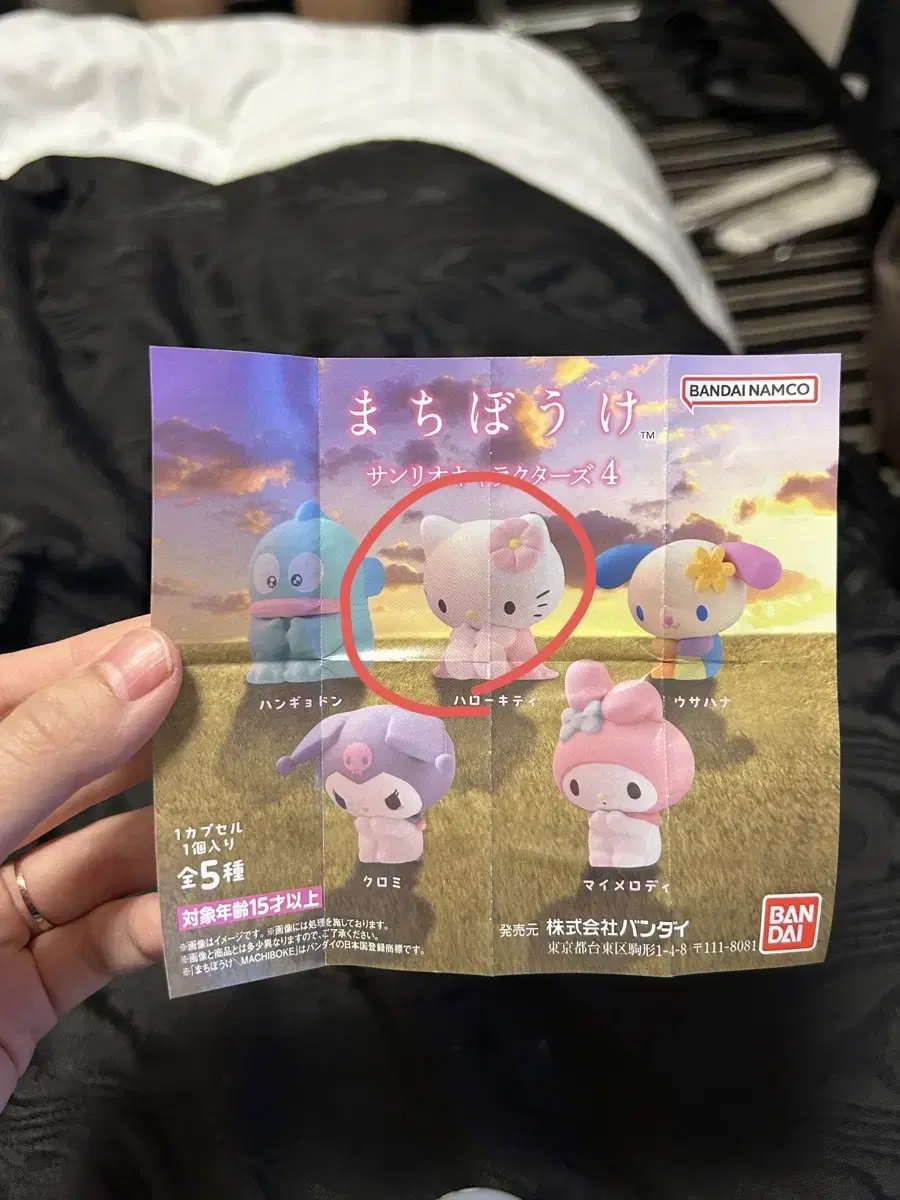 まちぼうけ™
BANDAI NAMCO
サンリオキャラクターズ 4
ハンギョドン
ハローキティ
ウサハナ
クロミ
マイメロディ
1カプセル
1個入り
全5種
対象年齢15才以上
※画像はイメージです。※画像には処理を施しております。
※画像と商品とは多少異なりますので、ご了承ください。
※「まちぼうけ\MACHIBOKE」はバンダイの日本国登録商標です。
発売元 株式会社バンダイ
東京都台東区駒形1-4-8 〒111-8081
BAN
DAI